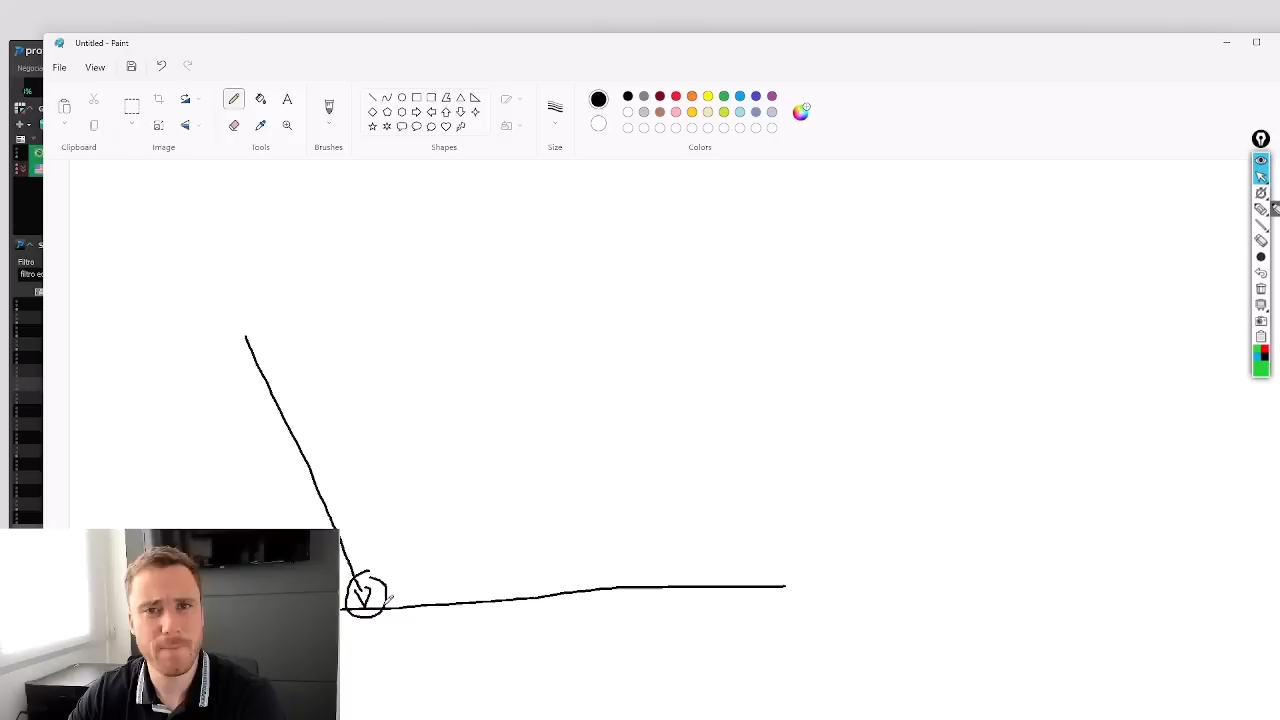 Untitled - Paint
File
View
Clipboard
Image
Tools
Brushes
Shapes
Size
Colors
Filtro